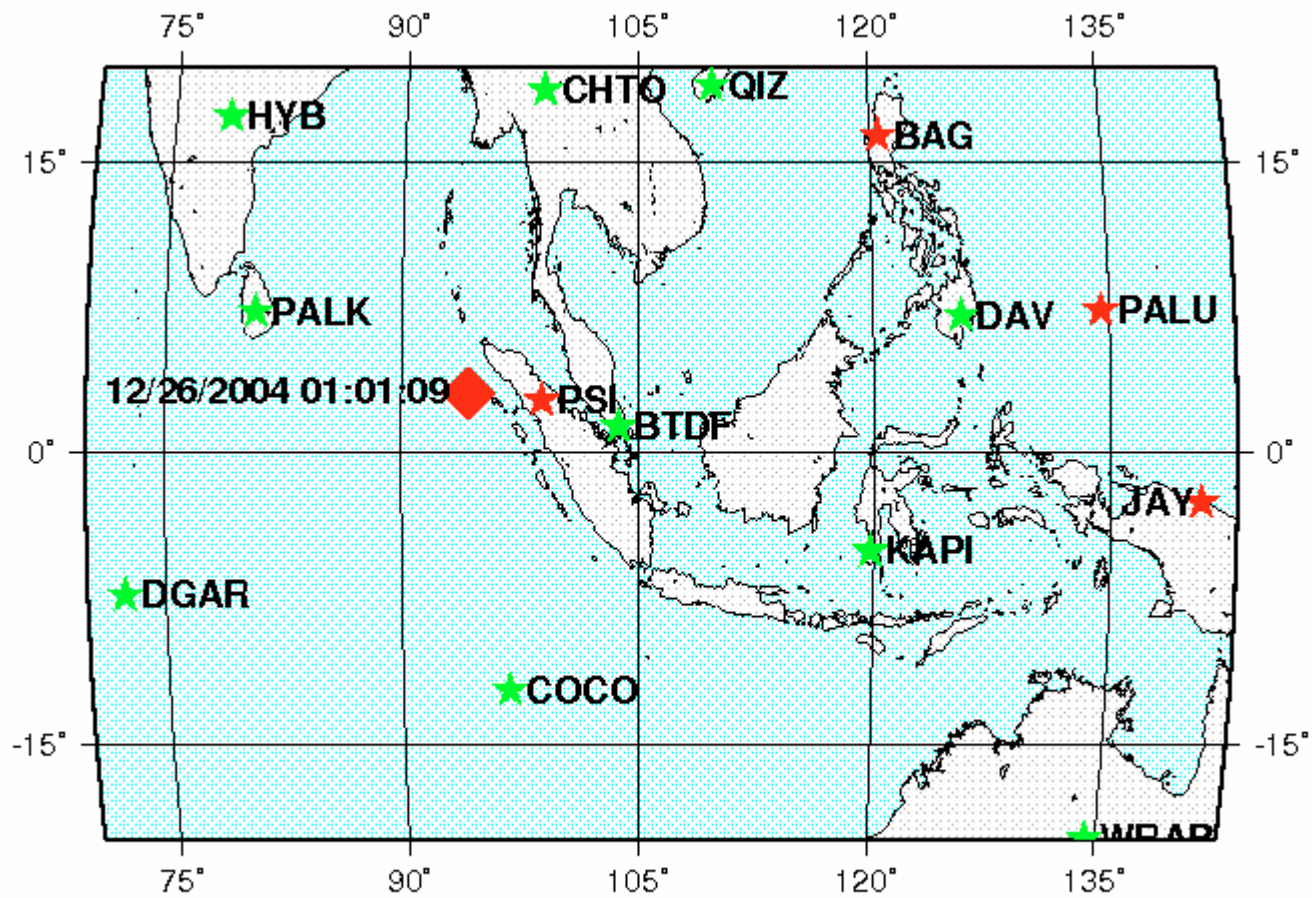 75° 90° 105° 120° 135°
CHTO QIZ
HYB
BAG
15° 15°
PALK DAV PALU
12/26/2004 01:01:09 PSI
BTDF
0° 0°
JAY
KAPI
DGAR
COCO
-15° -15°
75° 90° 105° 120° 135°